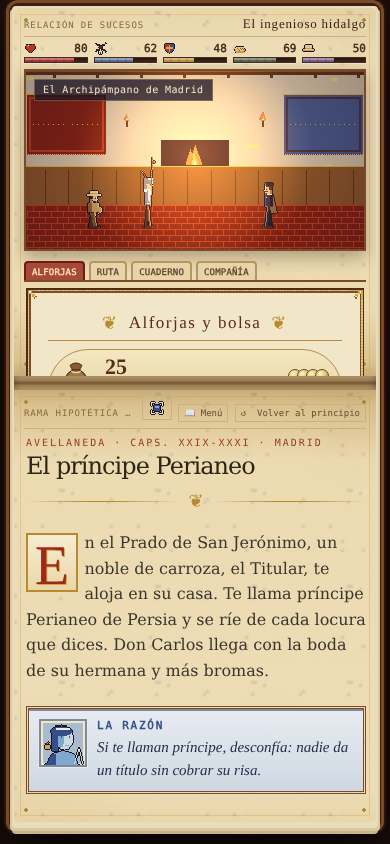 RELACIÓN DE SUCESOS
El ingenioso hidalgo
80 62 48 69 50
El Archipámpano de Madrid
ALFORJAS RUTA CUADERNO COMPAÑÍA
Alforjas y bolsa
25
RAMA HIPOTÉTICA … Menú ↺ Volver al principio
AVELLANEDA · CAPS. XXIX-XXXI · MADRID
El príncipe Perianeo
En el Prado de San Jerónimo, un
noble de carroza, el Titular, te
aloja en su casa. Te llama príncipe
Perianeo de Persia y se ríe de cada locura
que dices. Don Carlos llega con la boda
de su hermana y más bromas.
LA RAZÓN
Si te llaman príncipe, desconfía: nadie da
un título sin cobrar su risa.